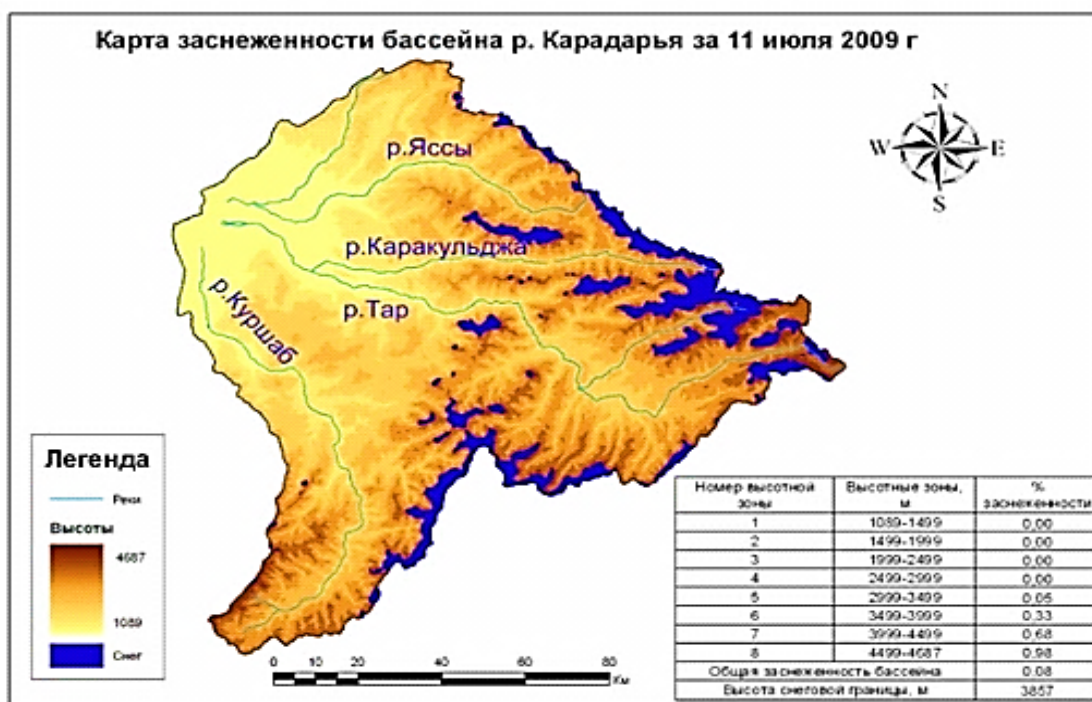 Карта заснеженности бассейна р. Карадарья за 11 июля 2009 г
N
W E
S
р.Яссы
р.Каракульджа
р.Тар
р.Куршаб
Легенда
Реки
Высоты
4687
1089
Снег
0 10 20 40 60 80
Км
Номер высотной зоны Высотные зоны, м % заснеженности
1 1089-1499 0,00
2 1499-1999 0,00
3 1999-2499 0,00
4 2499-2999 0,00
5 2999-3499 0,05
6 3499-3999 0,33
7 3999-4499 0,68
8 4499-4687 0,98
Общая заснеженность бассейна 0,08
Высота снеговой границы, м 3857